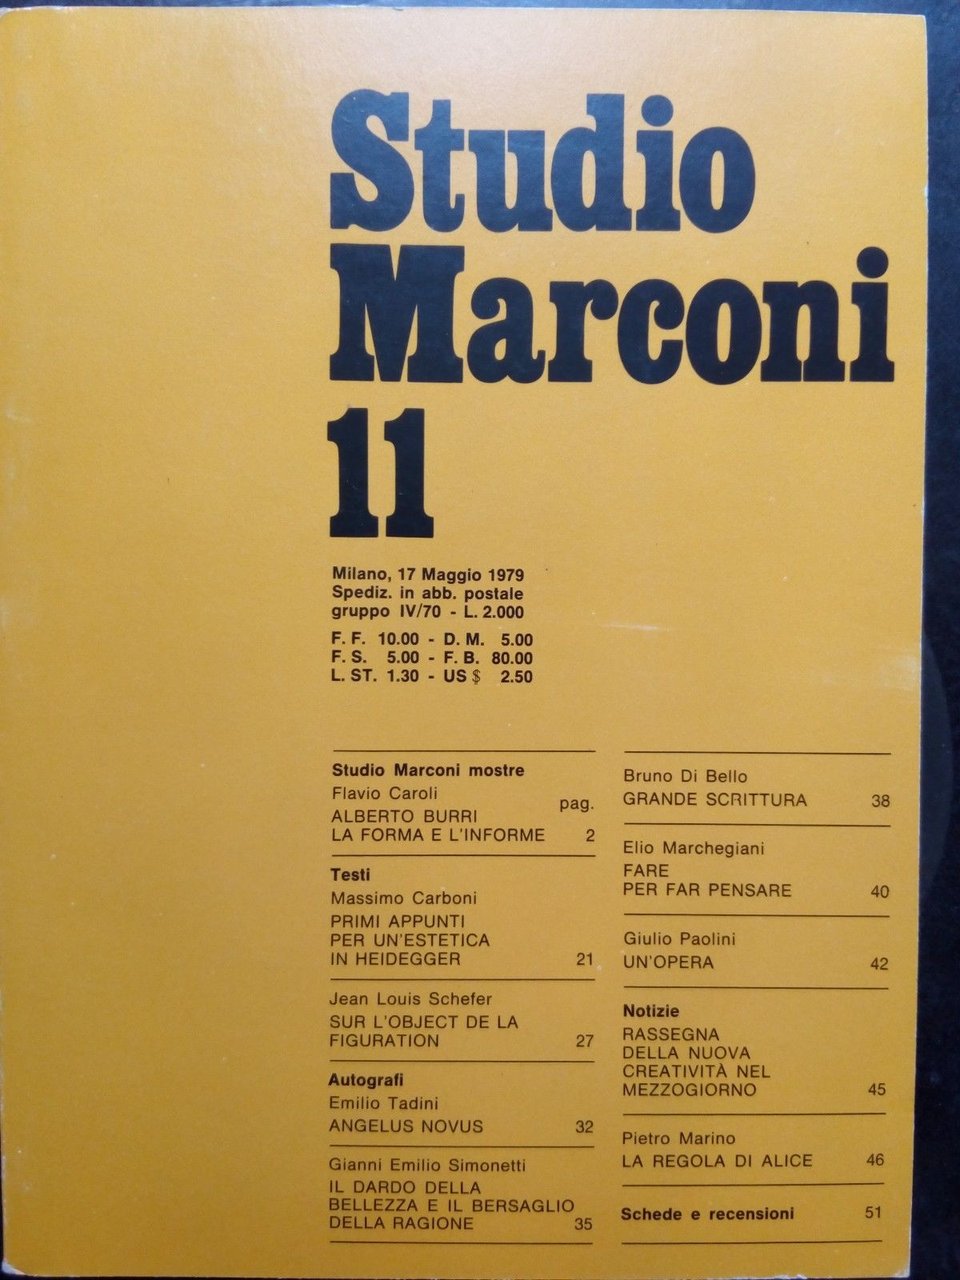 Studio
Marconi
11
Milano, 17 Maggio 1979
Spediz. in abb. postale
gruppo IV/70 - L. 2.000
F. F. 10.00 - D. M. 5.00
F. S. 5.00 - F. B. 80.00
L. ST. 1.30 - US $ 2.50
Studio Marconi mostre
Flavio Caroli
pag.
ALBERTO BURRI
LA FORMA E L'INFORME 2
Testi
Massimo Carboni
PRIMI APPUNTI
PER UN'ESTETICA
IN HEIDEGGER 21
Jean Louis Schefer
SUR L'OBJECT DE LA
FIGURATION 27
Autografi
Emilio Tadini
ANGELUS NOVUS 32
Gianni Emilio Simonetti
IL DARDO DELLA
BELLEZZA E IL BERSAGLIO
DELLA RAGIONE 35
Bruno Di Bello
GRANDE SCRITTURA 38
Elio Marchegiani
FARE
PER FAR PENSARE 40
Giulio Paolini
UN'OPERA 42
Notizie
RASSEGNA
DELLA NUOVA
CREATIVITÀ NEL
MEZZOGIORNO 45
Pietro Marino
LA REGOLA DI ALICE 46
Schede e recensioni 51